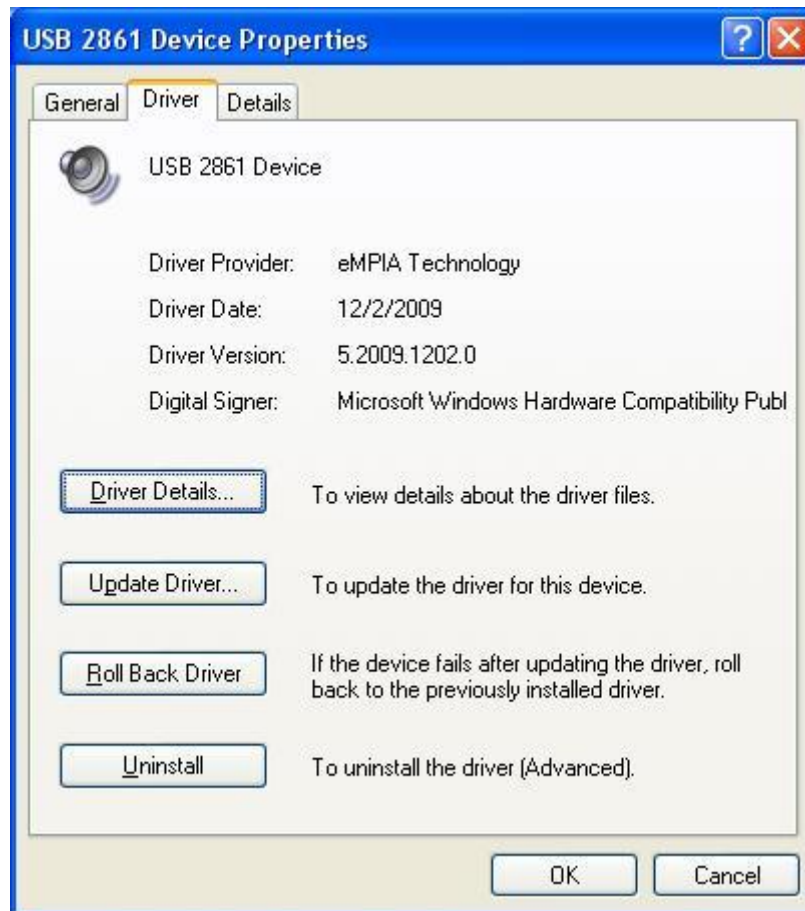 USB 2861 Device Properties
General Driver Details
USB 2861 Device
Driver Provider: eMPIA Technology
Driver Date: 12/2/2009
Driver Version: 5.2009.1202.0
Digital Signer: Microsoft Windows Hardware Compatibility Publ
Driver Details... To view details about the driver files.
Update Driver... To update the driver for this device.
Roll Back Driver If the device fails after updating the driver, roll
back to the previously installed driver.
Uninstall To uninstall the driver (Advanced).
OK Cancel